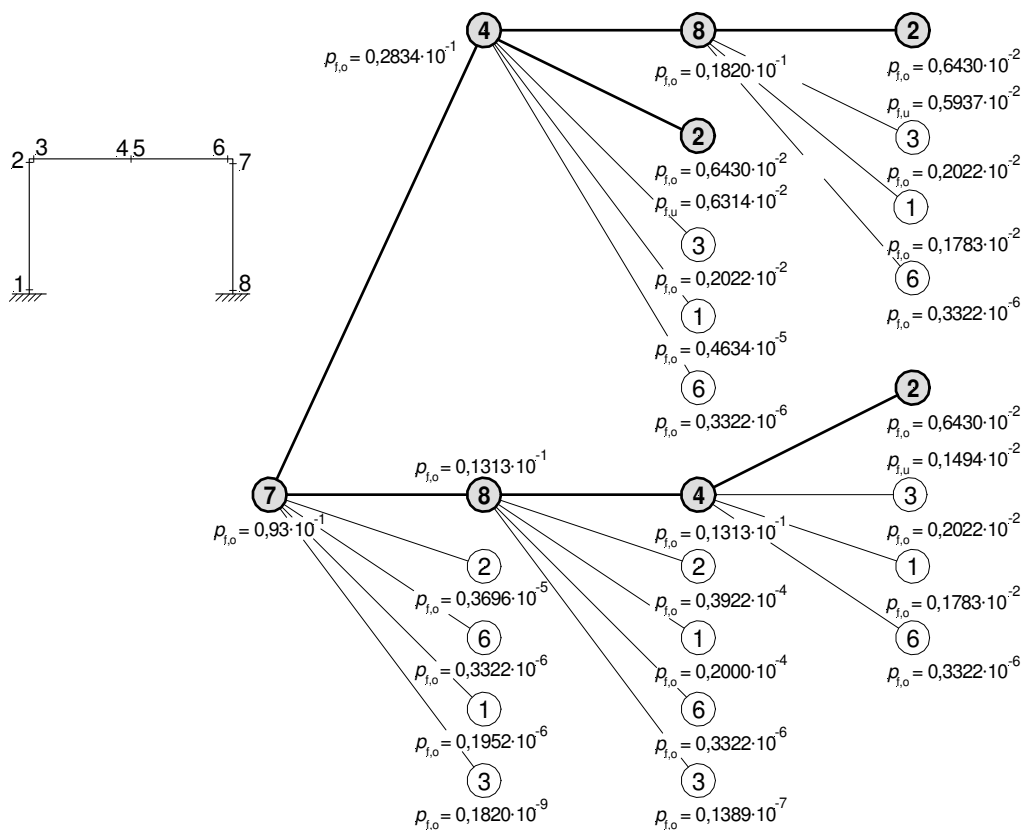 4
8
2
p_f,o = 0,2834·10^-1
p_f,o = 0,1820·10^-1
p_f,o = 0,6430·10^-2
p_f,u = 0,5937·10^-2
3
2
3
4 5
6
2
7
p_f,o = 0,6430·10^-2
p_f,u = 0,6314·10^-2
p_f,o = 0,2022·10^-2
1
3
p_f,o = 0,1783·10^-2
1
8
p_f,o = 0,2022·10^-2
6
1
p_f,o = 0,3322·10^-6
p_f,o = 0,4634·10^-5
6
2
p_f,o = 0,3322·10^-6
p_f,o = 0,6430·10^-2
p_f,u = 0,1494·10^-2
p_f,o = 0,1313·10^-1
7
8
4
3
p_f,o = 0,93·10^-1
p_f,o = 0,1313·10^-1
p_f,o = 0,2022·10^-2
2
2
1
p_f,o = 0,3696·10^-5
p_f,o = 0,3922·10^-4
p_f,o = 0,1783·10^-2
6
1
6
p_f,o = 0,3322·10^-6
p_f,o = 0,2000·10^-4
p_f,o = 0,3322·10^-6
1
6
p_f,o = 0,1952·10^-6
p_f,o = 0,3322·10^-6
3
3
p_f,o = 0,1820·10^-9
p_f,o = 0,1389·10^-7